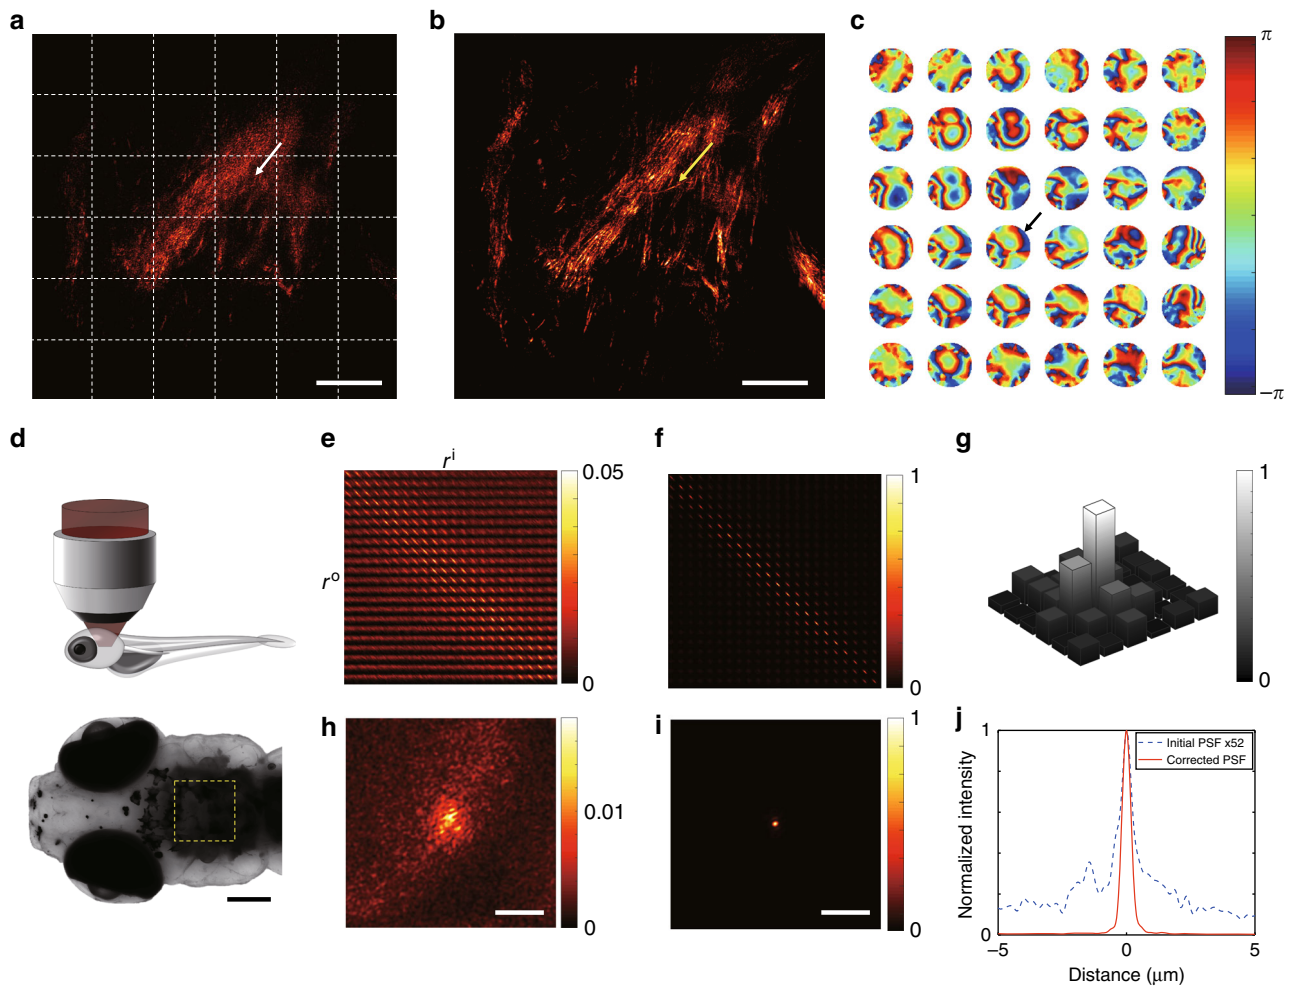 a
b
c
π
−π
d
e
r^i
r^o
0.05
0
f
1
0
g
1
0
h
0.01
0
i
1
0
j
1
0
Normalized intensity
Initial PSF x52
Corrected PSF
−5
0
5
Distance (μm)